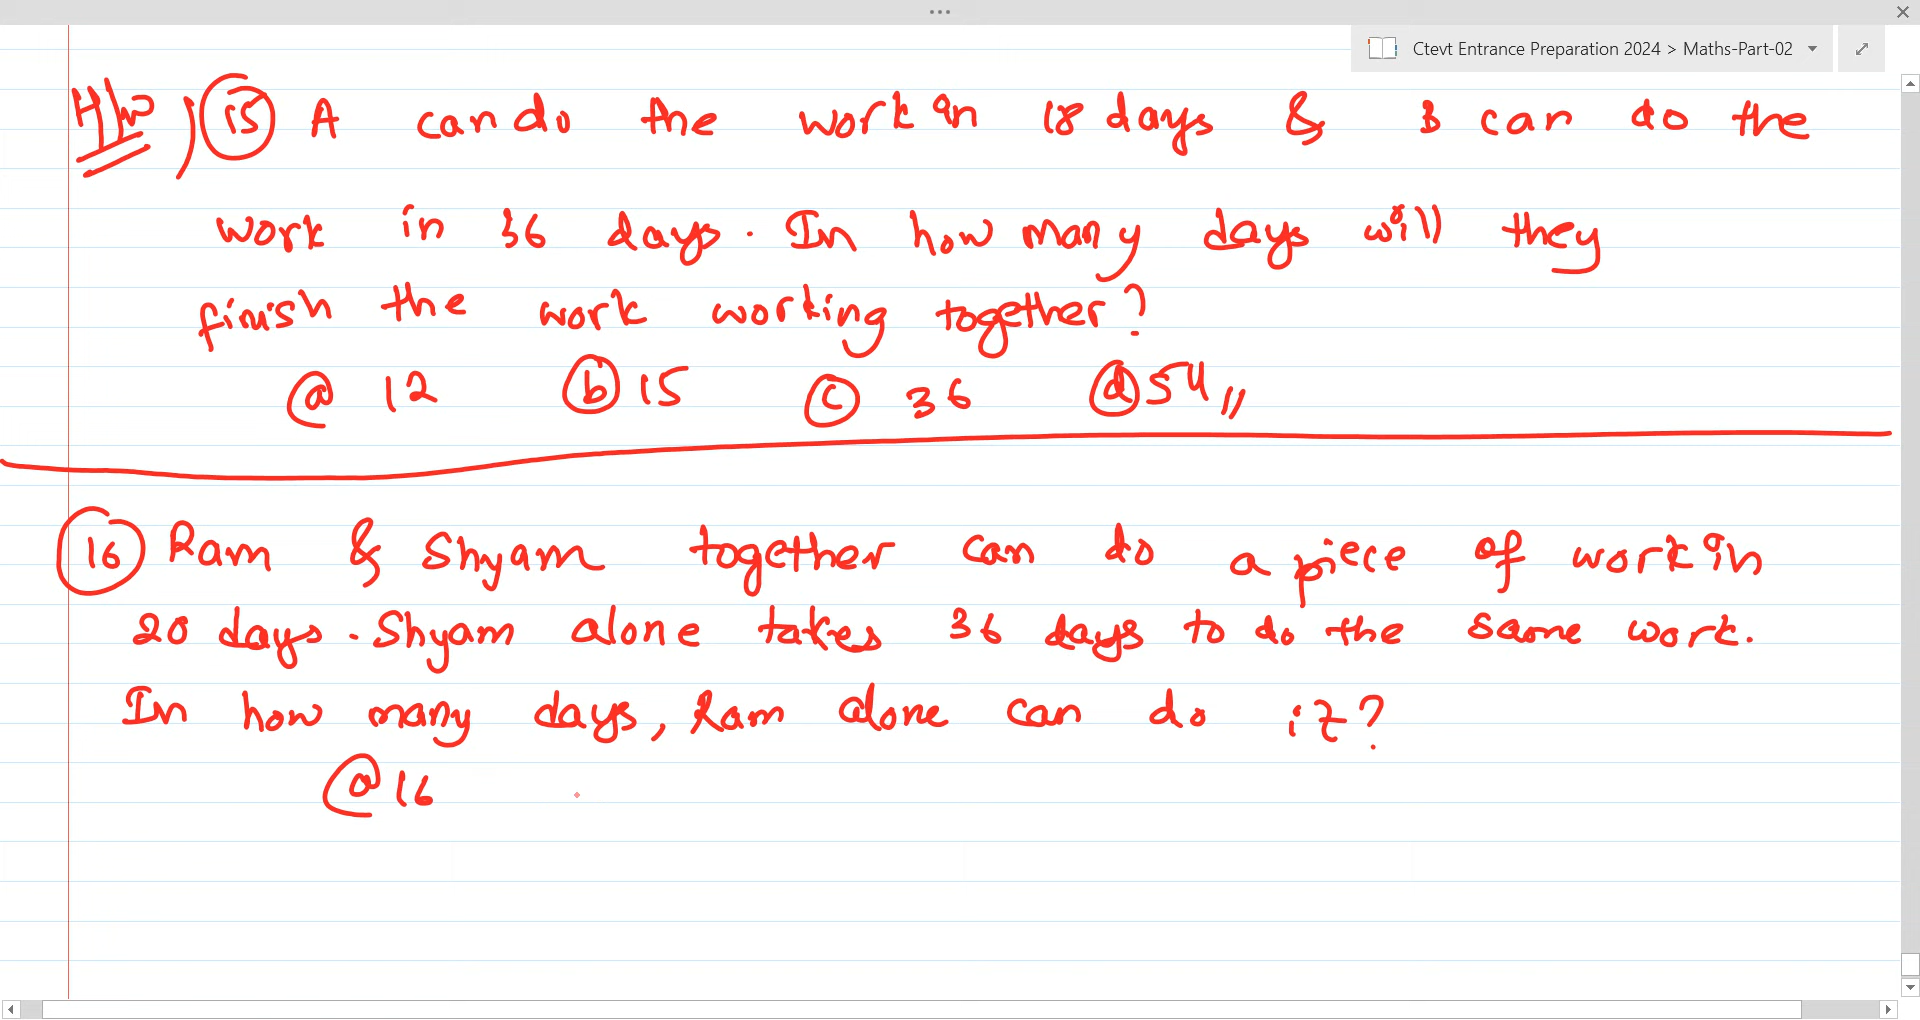 Ctevt Entrance Preparation 2024 > Maths-Part-02
H/w) 15 A can do the work in 18 days & B can do the
work in 36 days. In how many days will they
finish the work working together?
a 12 b 15 c 36 d 54
16 Ram & Shyam together can do a piece of work in
20 days. Shyam alone takes 36 days to do the same work.
In how many days, Ram alone can do it?
a 16